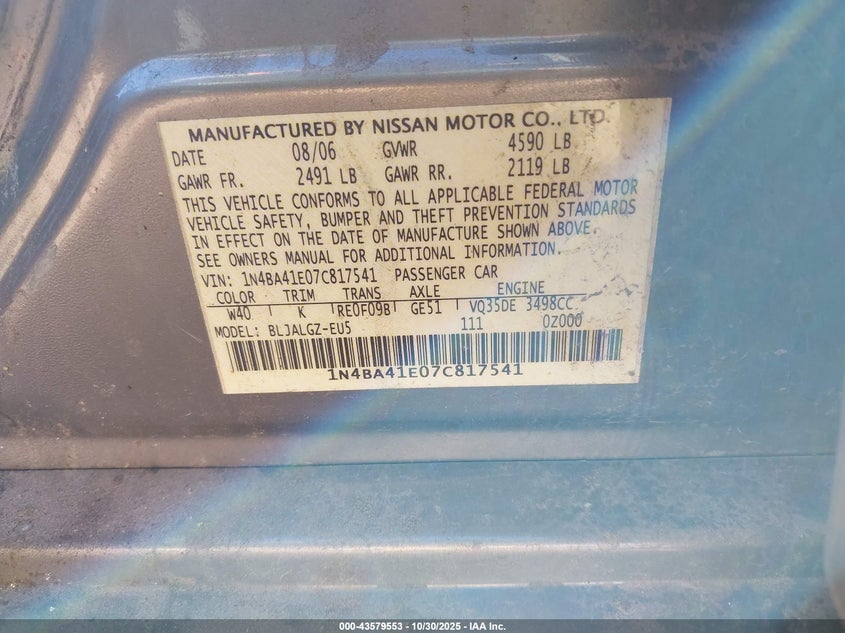 MANUFACTURED BY NISSAN MOTOR CO., LTD.
DATE 08/06 GVWR 4590 LB
GAWR FR. 2491 LB GAWR RR. 2119 LB
THIS VEHICLE CONFORMS TO ALL APPLICABLE FEDERAL MOTOR
VEHICLE SAFETY, BUMPER AND THEFT PREVENTION STANDARDS
IN EFFECT ON THE DATE OF MANUFACTURE SHOWN ABOVE.
SEE OWNERS MANUAL FOR ADDITIONAL INFORMATION.
VIN: 1N4BA41E07C817541 PASSENGER CAR
COLOR TRIM TRANS AXLE ENGINE
W40 K RE0F09B GE51 VQ35DE 3498CC
MODEL: BLJALGZ-EU5 111 0Z000
1N4BA41E07C817541
000-43579553 | 10/30/2025 - IAA Inc.